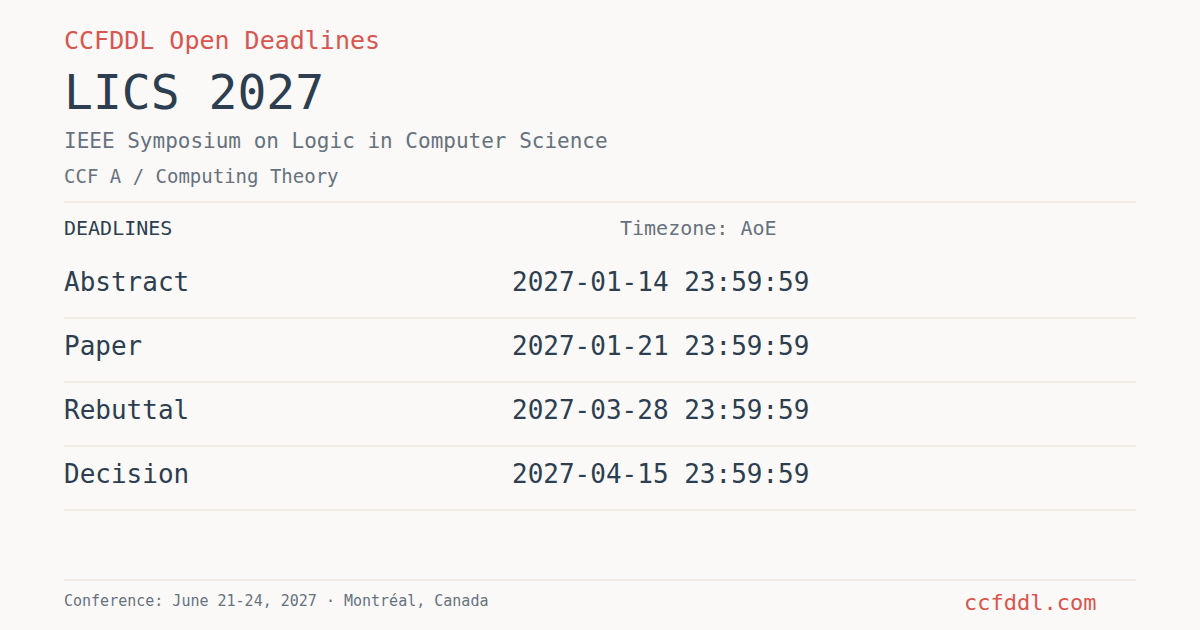 CCFDDL Open Deadlines
LICS 2027
IEEE Symposium on Logic in Computer Science
CCF A / Computing Theory
DEADLINES Timezone: AoE
Abstract 2027-01-14 23:59:59
Paper 2027-01-21 23:59:59
Rebuttal 2027-03-28 23:59:59
Decision 2027-04-15 23:59:59
Conference: June 21-24, 2027 · Montréal, Canada ccfddl.com